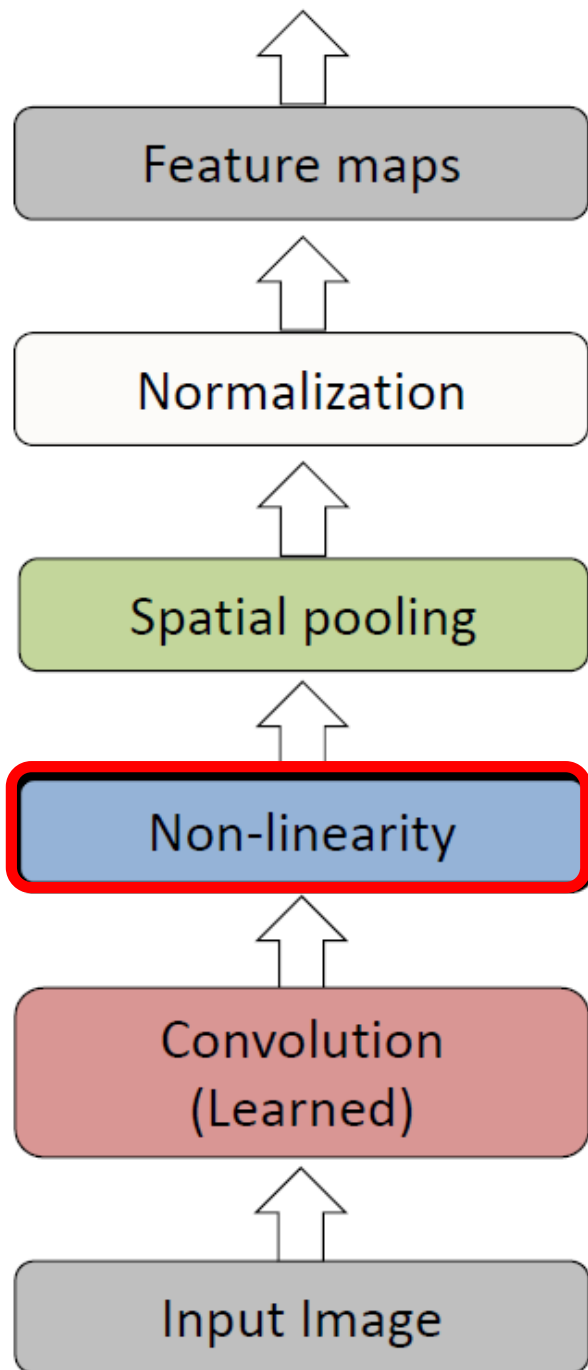 Feature maps
Normalization
Spatial pooling
Non-linearity
Convolution
(Learned)
Input Image